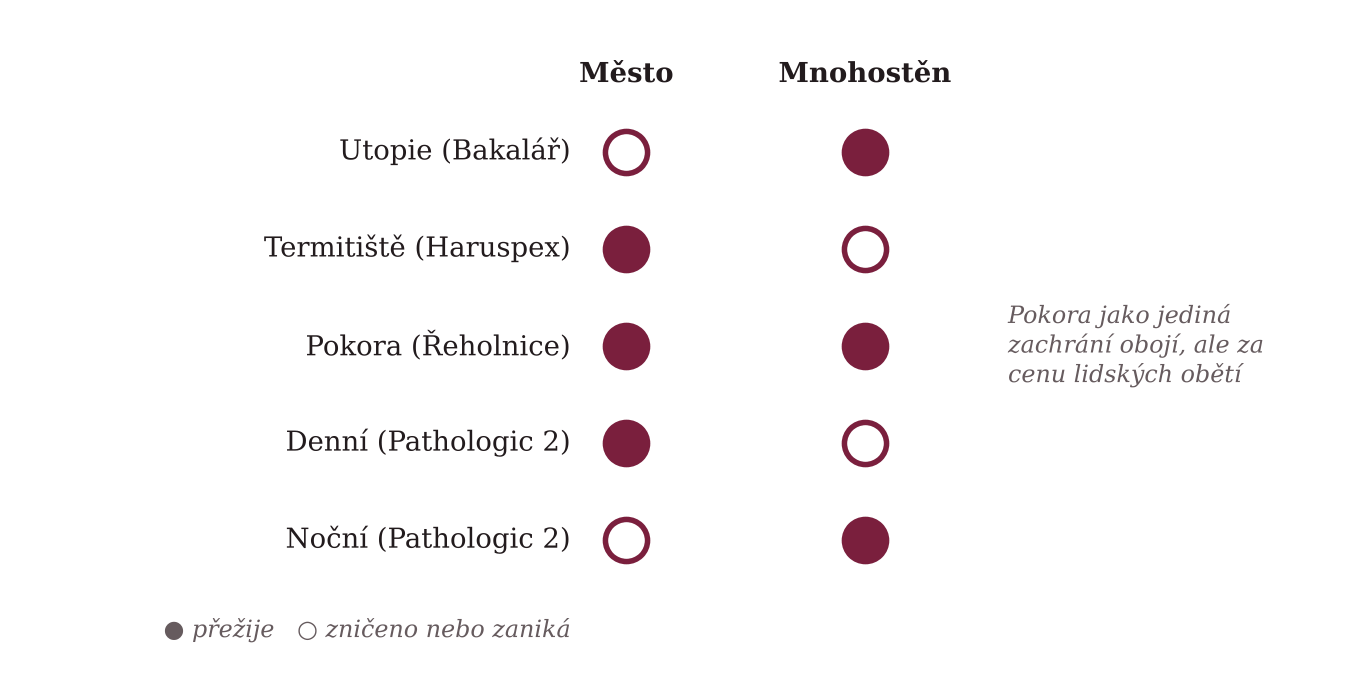 Město Mnohostěn
Utopie (Bakalář)
Termitiště (Haruspex)
Pokora (Řeholnice)
Pokora jako jediná
zachrání obojí, ale za
cenu lidských obětí
Denní (Pathologic 2)
Noční (Pathologic 2)
● přežije ○ zničeno nebo zaniká